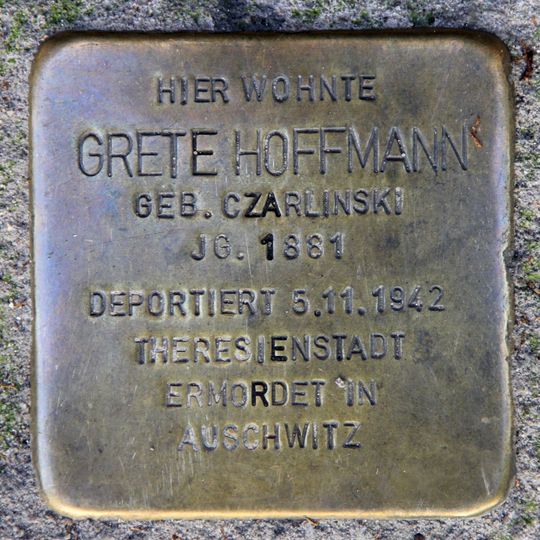 HIER WOHNTE
GRETE HOFFMANN
GEB. CZARLINSKI
JG. 1881
DEPORTIERT 5.11.1942
THERESIENSTADT
ERMORDET IN
AUSCHWITZ